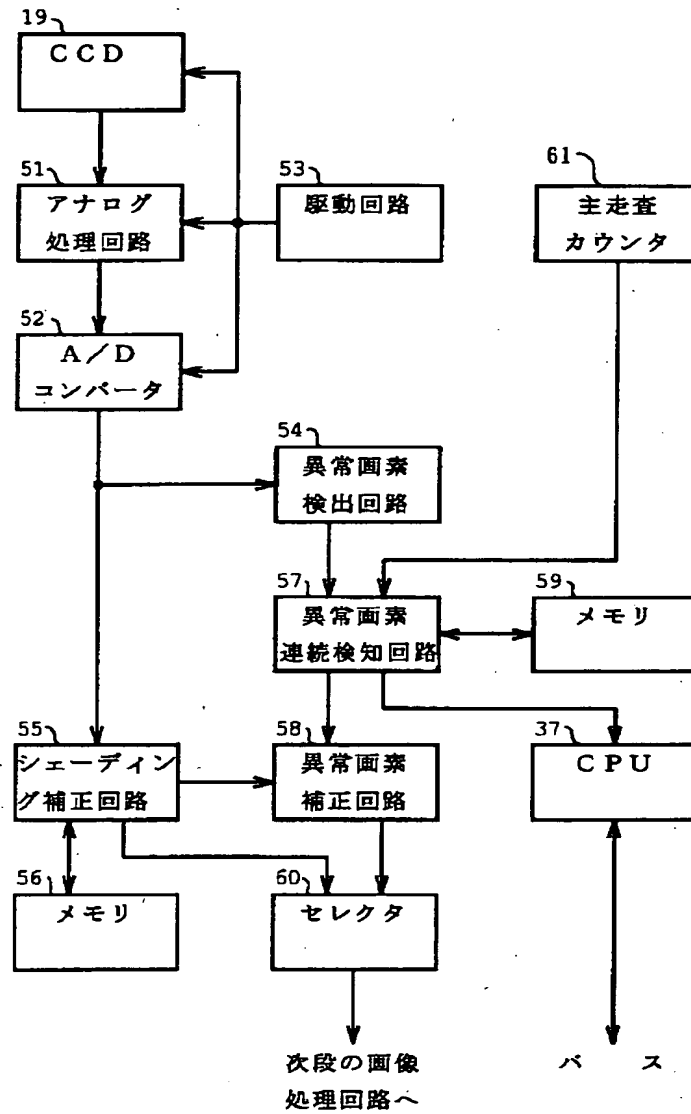 19
CCD
51
アナログ
処理回路
53
駆動回路
61
主走査
カウンタ
52
A/D
コンバータ
54
異常画素
検出回路
57
異常画素
連続検知回路
59
メモリ
55
シェーディン
グ補正回路
58
異常画素
補正回路
37
CPU
56
メモリ
60
セレクタ
次段の画像
処理回路へ
バス